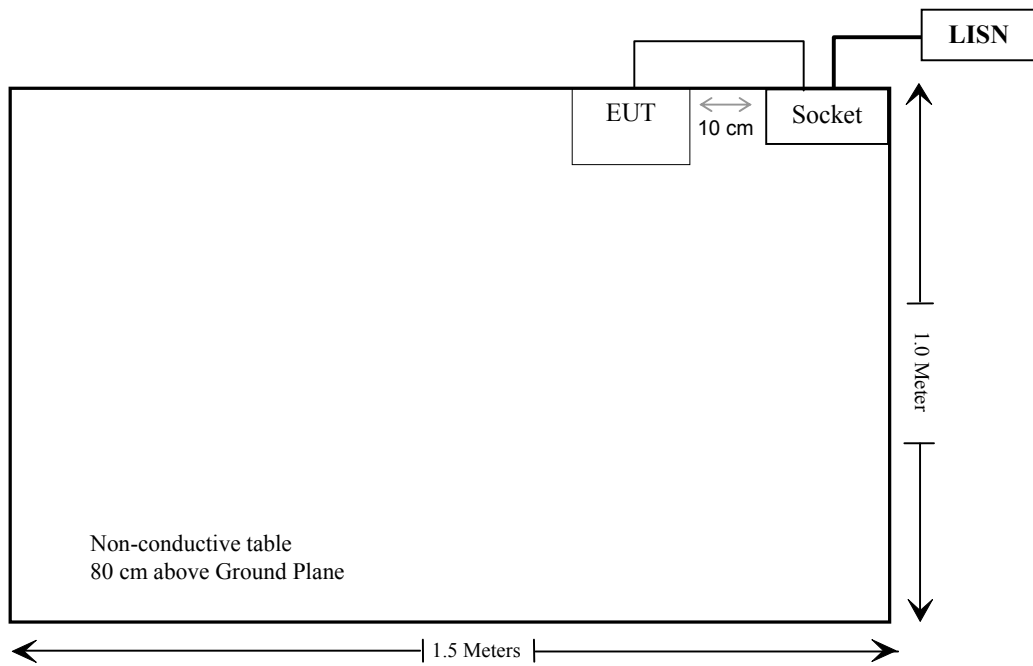 LISN
EUT
Socket
10 cm
1.0 Meter
Non-conductive table
80 cm above Ground Plane
1.5 Meters